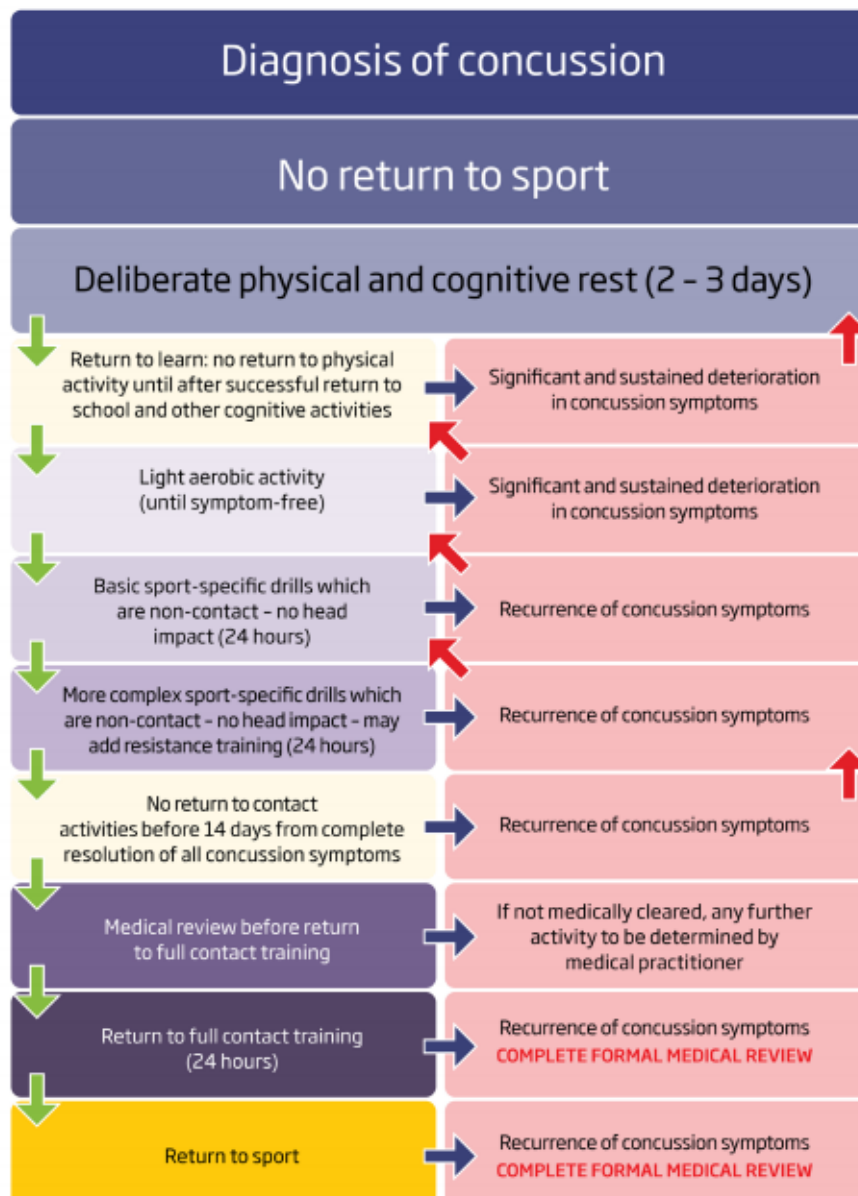 Diagnosis of concussion
No return to sport
Deliberate physical and cognitive rest (2 – 3 days)
Return to learn: no return to physical
activity until after successful return to
school and other cognitive activities
Significant and sustained deterioration
in concussion symptoms
Light aerobic activity
(until symptom-free)
Significant and sustained deterioration
in concussion symptoms
Basic sport-specific drills which
are non-contact – no head
impact (24 hours)
Recurrence of concussion symptoms
More complex sport-specific drills which
are non-contact – no head impact – may
add resistance training (24 hours)
Recurrence of concussion symptoms
No return to contact
activities before 14 days from complete
resolution of all concussion symptoms
Recurrence of concussion symptoms
Medical review before return
to full contact training
If not medically cleared, any further
activity to be determined by
medical practitioner
Return to full contact training
(24 hours)
Recurrence of concussion symptoms
COMPLETE FORMAL MEDICAL REVIEW
Return to sport
Recurrence of concussion symptoms
COMPLETE FORMAL MEDICAL REVIEW